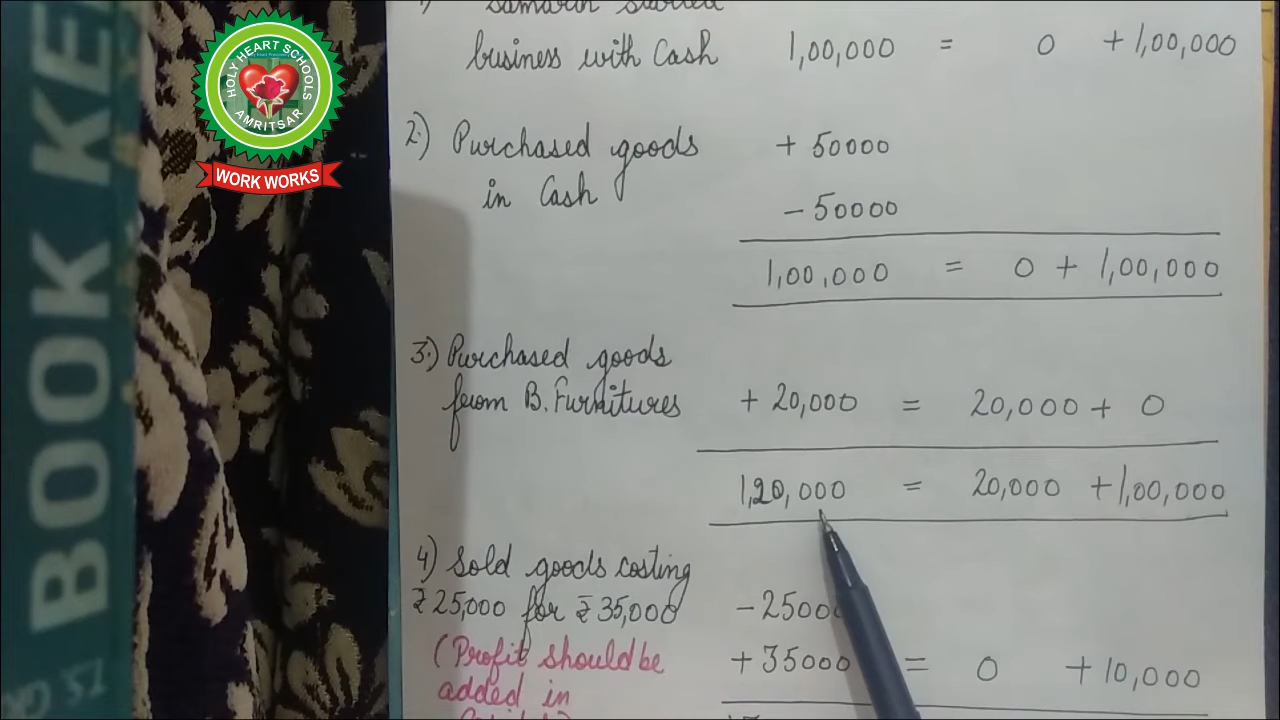 HOLY HEART SCHOOLS
AMRITSAR
WORK WORKS
BOOK KE
started
business with Cash 1,00,000 = 0 + 1,00,000
2) Purchased goods + 50000
in Cash
- 50000
1,00,000 = 0 + 1,00,000
3.) Purchased goods
from B. Furnitures + 20,000 = 20,000 + 0
1,20,000 = 20,000 + 1,00,000
4) Sold goods costing
₹25,000 for ₹35,000 - 2500
(Profit should be + 35000 = 0 + 10,000
added in